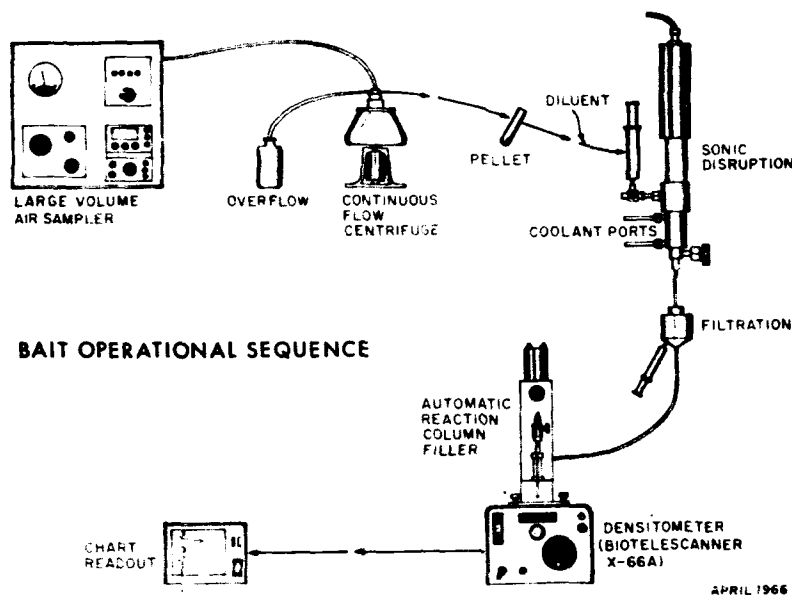 LARGE VOLUME
AIR SAMPLER
OVERFLOW
CONTINUOUS
FLOW
CENTRIFUGE
PELLET
DILUENT
SONIC
DISRUPTION
COOLANT PORTS
FILTRATION
BAIT OPERATIONAL SEQUENCE
AUTOMATIC
REACTION
COLUMN
FILLER
DENSITOMETER
(BIOTELESCANNER
X-66A)
CHART
READOUT
APRIL 1966